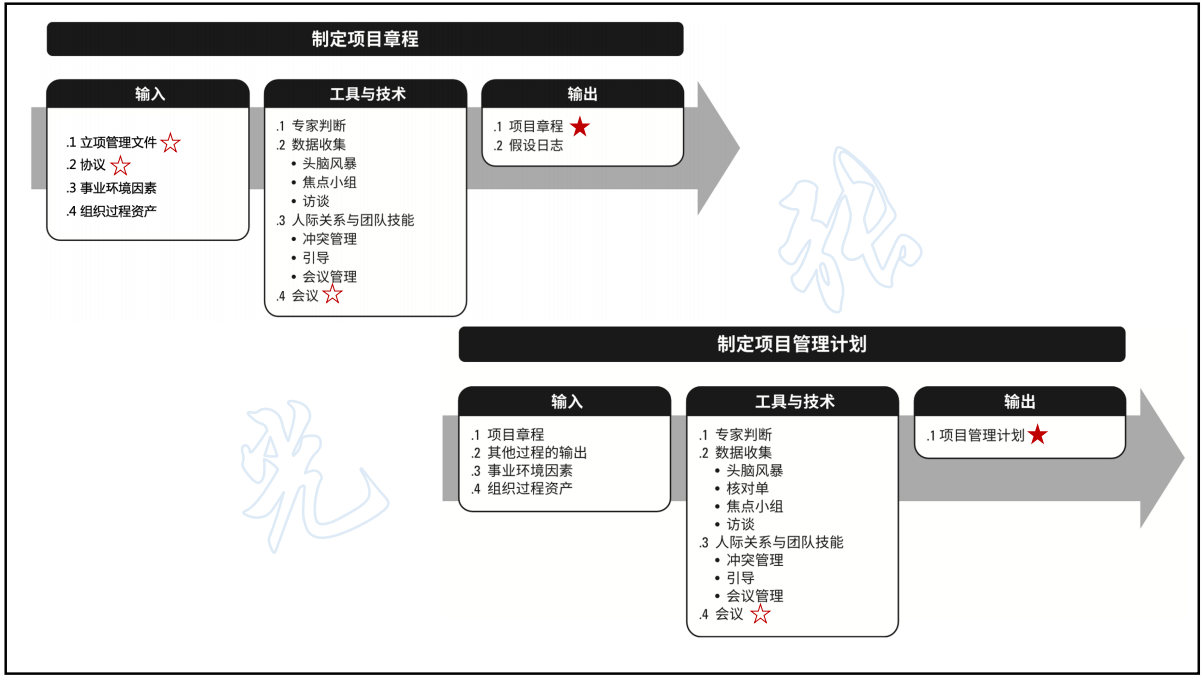 制定项目章程
输入
.1 立项管理文件
.2 协议
.3 事业环境因素
.4 组织过程资产
工具与技术
.1 专家判断
.2 数据收集
• 头脑风暴
• 焦点小组
• 访谈
.3 人际关系与团队技能
• 冲突管理
• 引导
• 会议管理
.4 会议
输出
.1 项目章程
.2 假设日志
制定项目管理计划
输入
.1 项目章程
.2 其他过程的输出
.3 事业环境因素
.4 组织过程资产
工具与技术
.1 专家判断
.2 数据收集
• 头脑风暴
• 核对单
• 焦点小组
• 访谈
.3 人际关系与团队技能
• 冲突管理
• 引导
• 会议管理
.4 会议
输出
.1 项目管理计划